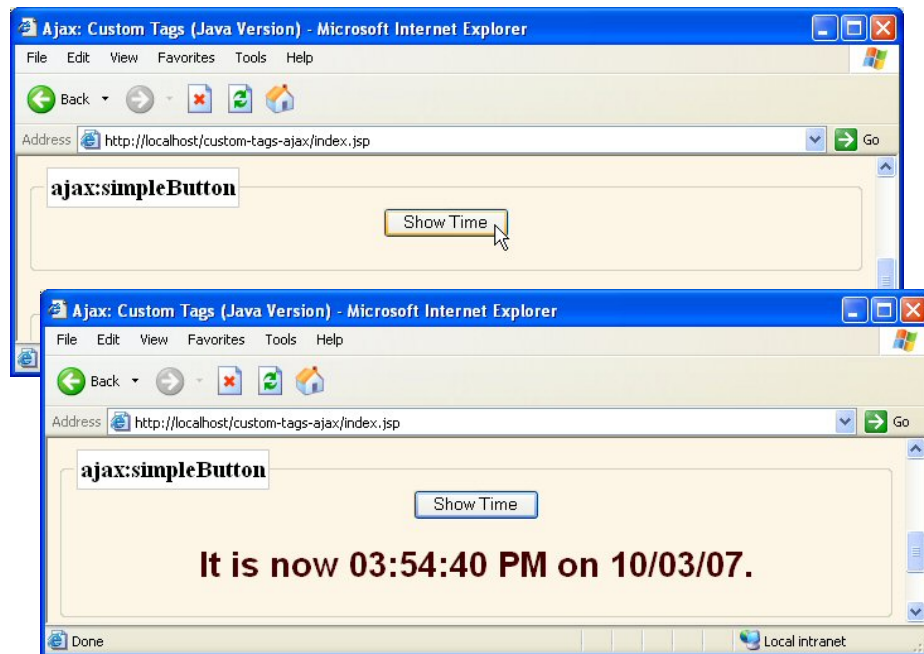 Ajax: Custom Tags (Java Version) - Microsoft Internet Explorer
File Edit View Favorites Tools Help
Back
Address http://localhost/custom-tags-ajax/index.jsp Go
ajax:simpleButton
Show Time
Ajax: Custom Tags (Java Version) - Microsoft Internet Explorer
File Edit View Favorites Tools Help
Back
Address http://localhost/custom-tags-ajax/index.jsp Go
ajax:simpleButton
Show Time
It is now 03:54:40 PM on 10/03/07.
Done Local intranet